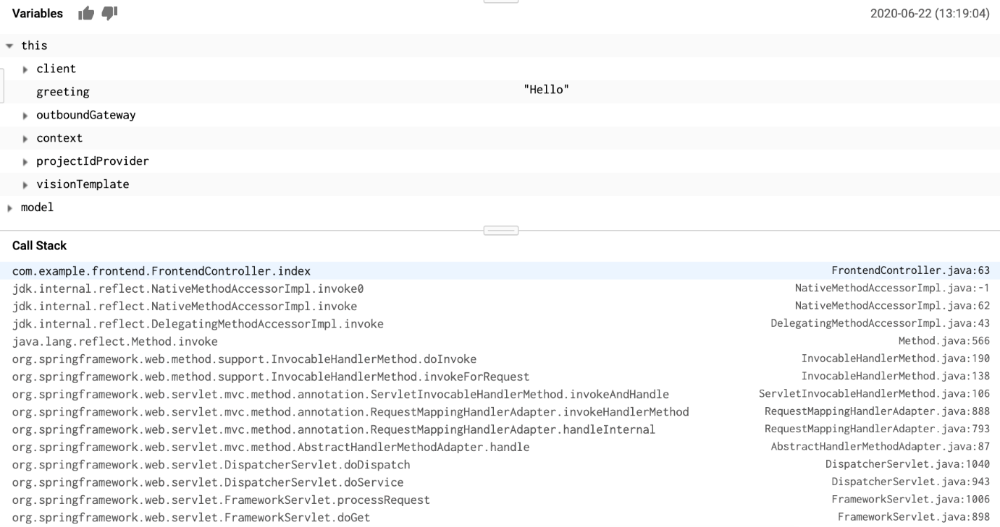 Variables 2020-06-22 (13:19:04)
this
client
greeting "Hello"
outboundGateway
context
projectIdProvider
visionTemplate
model
Call Stack
com.example.frontend.FrontendController.index FrontendController.java:63
jdk.internal.reflect.NativeMethodAccessorImpl.invoke0 NativeMethodAccessorImpl.java:-1
jdk.internal.reflect.NativeMethodAccessorImpl.invoke NativeMethodAccessorImpl.java:62
jdk.internal.reflect.DelegatingMethodAccessorImpl.invoke DelegatingMethodAccessorImpl.java:43
java.lang.reflect.Method.invoke Method.java:566
org.springframework.web.method.support.InvocableHandlerMethod.doInvoke InvocableHandlerMethod.java:190
org.springframework.web.method.support.InvocableHandlerMethod.invokeForRequest InvocableHandlerMethod.java:138
org.springframework.web.servlet.mvc.method.annotation.ServletInvocableHandlerMethod.invokeAndHandle ServletInvocableHandlerMethod.java:106
org.springframework.web.servlet.mvc.method.annotation.RequestMappingHandlerAdapter.invokeHandlerMethod RequestMappingHandlerAdapter.java:888
org.springframework.web.servlet.mvc.method.annotation.RequestMappingHandlerAdapter.handleInternal RequestMappingHandlerAdapter.java:793
org.springframework.web.servlet.mvc.method.AbstractHandlerMethodAdapter.handle AbstractHandlerMethodAdapter.java:87
org.springframework.web.servlet.DispatcherServlet.doDispatch DispatcherServlet.java:1040
org.springframework.web.servlet.DispatcherServlet.doService DispatcherServlet.java:943
org.springframework.web.servlet.FrameworkServlet.processRequest FrameworkServlet.java:1006
org.springframework.web.servlet.FrameworkServlet.doGet FrameworkServlet.java:898